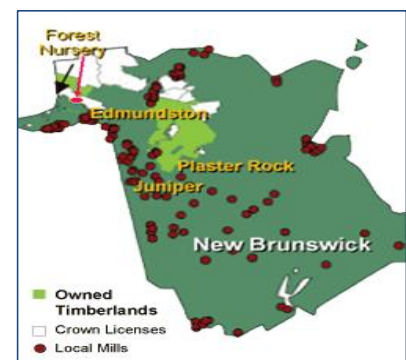 Forest
Nursery
Edmundston
Plaster Rock
Juniper
New Brunswick
Owned
Timberlands
Crown Licenses
Local Mills